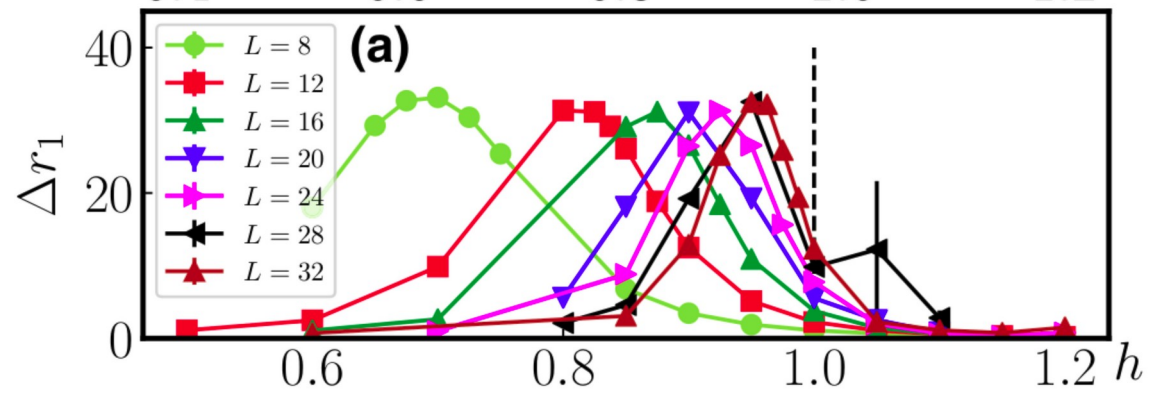 (a)
40
20
0
Δr₁
L = 8
L = 12
L = 16
L = 20
L = 24
L = 28
L = 32
0.6 0.8 1.0 1.2 h